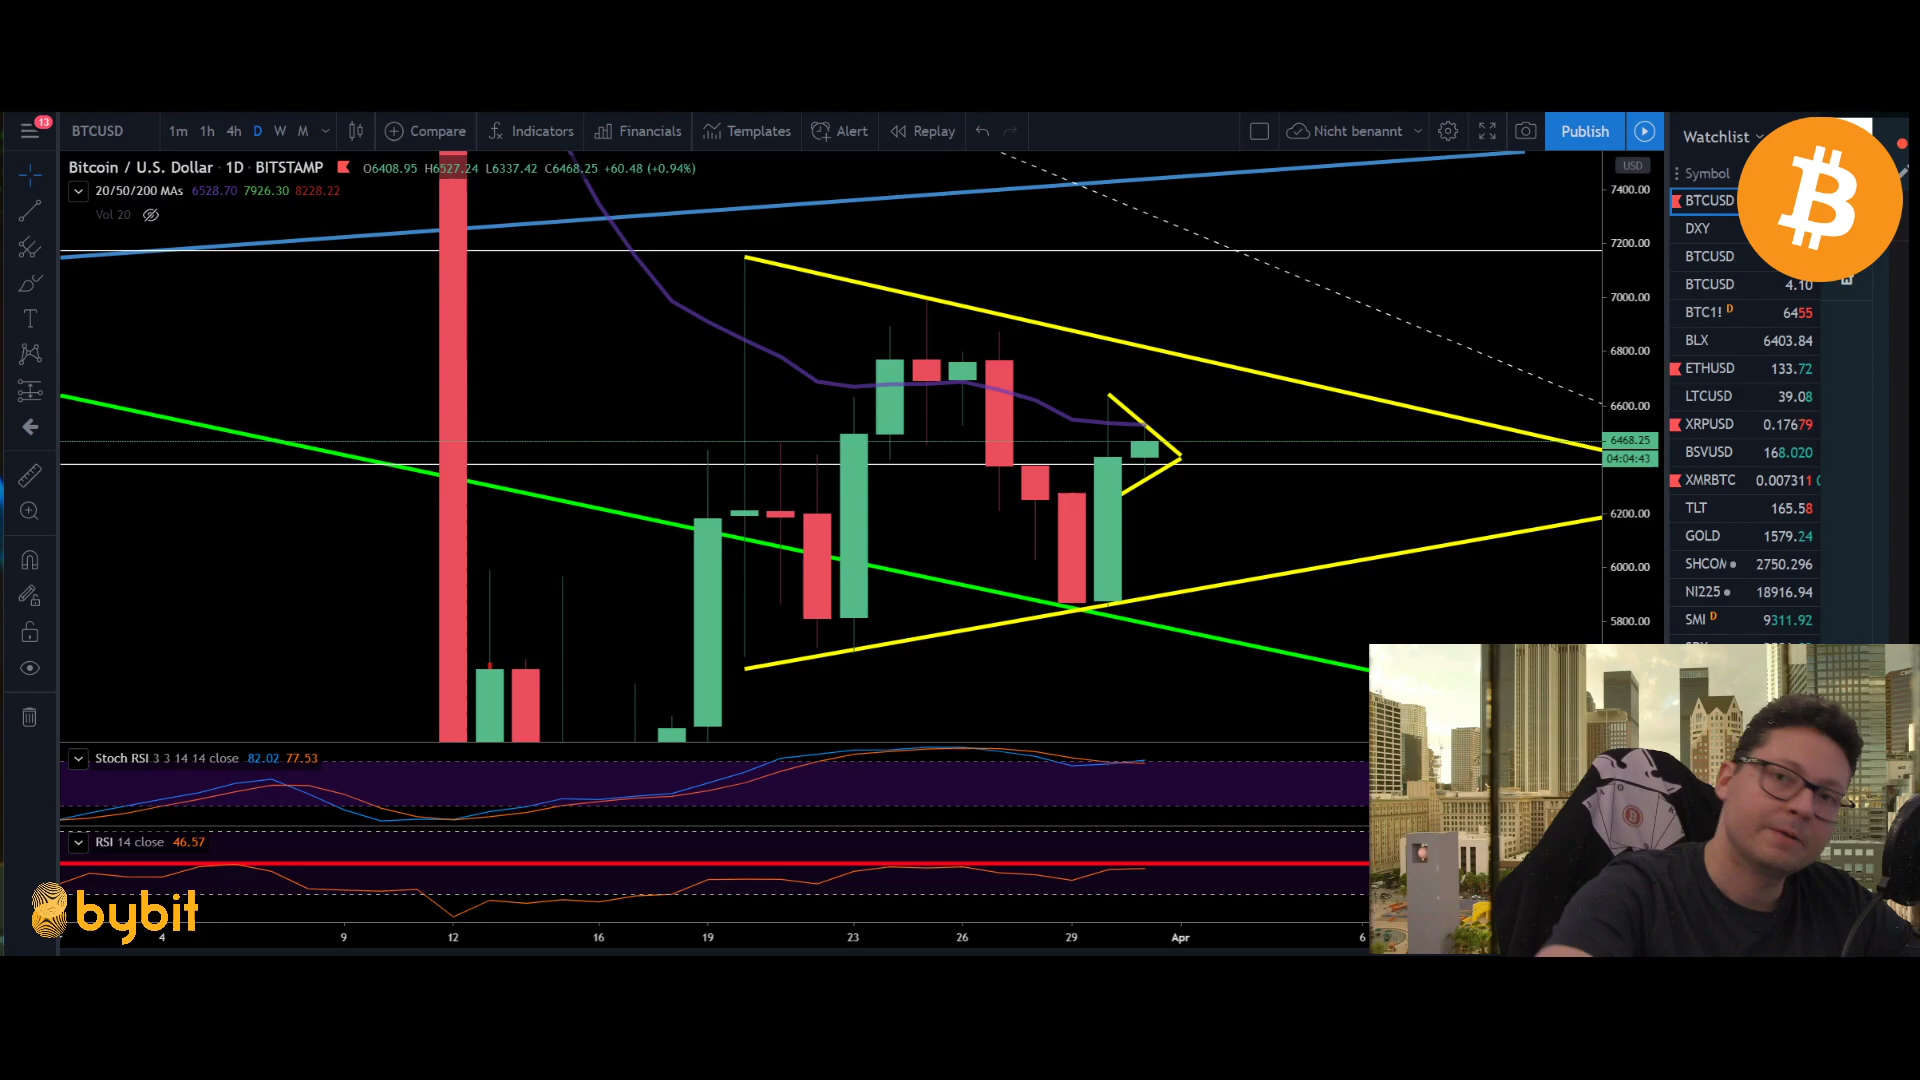 13
BTCUSD 1m 1h 4h D W M Compare Indicators Financials Templates Alert Replay Nicht benannt Publish
Watchlist
Bitcoin / U.S. Dollar · 1D · BITSTAMP O6408.95 H6527.24 L6337.42 C6468.25 +60.48 (+0.94%)
20/50/200 MAs 6528.70 7926.30 8228.22
Vol 20
USD
7400.00
7200.00
7000.00
6800.00
6600.00
6468.25
04:04:43
6200.00
6000.00
5800.00
Symbol
BTCUSD
DXY
BTCUSD
BTCUSD 4.10
BTC1! D 6455
BLX 6403.84
ETHUSD 133.72
LTCUSD 39.08
XRPUSD 0.17679
BSVUSD 168.020
XMRBTC 0.007311
TLT 165.58
GOLD 1579.24
SHCOM 2750.296
NI225 18916.94
SMI D 9311.92
Stoch RSI 3 3 14 14 close 82.02 77.53
RSI 14 close 46.57
bybit
4 9 12 16 19 23 26 29 Apr 6